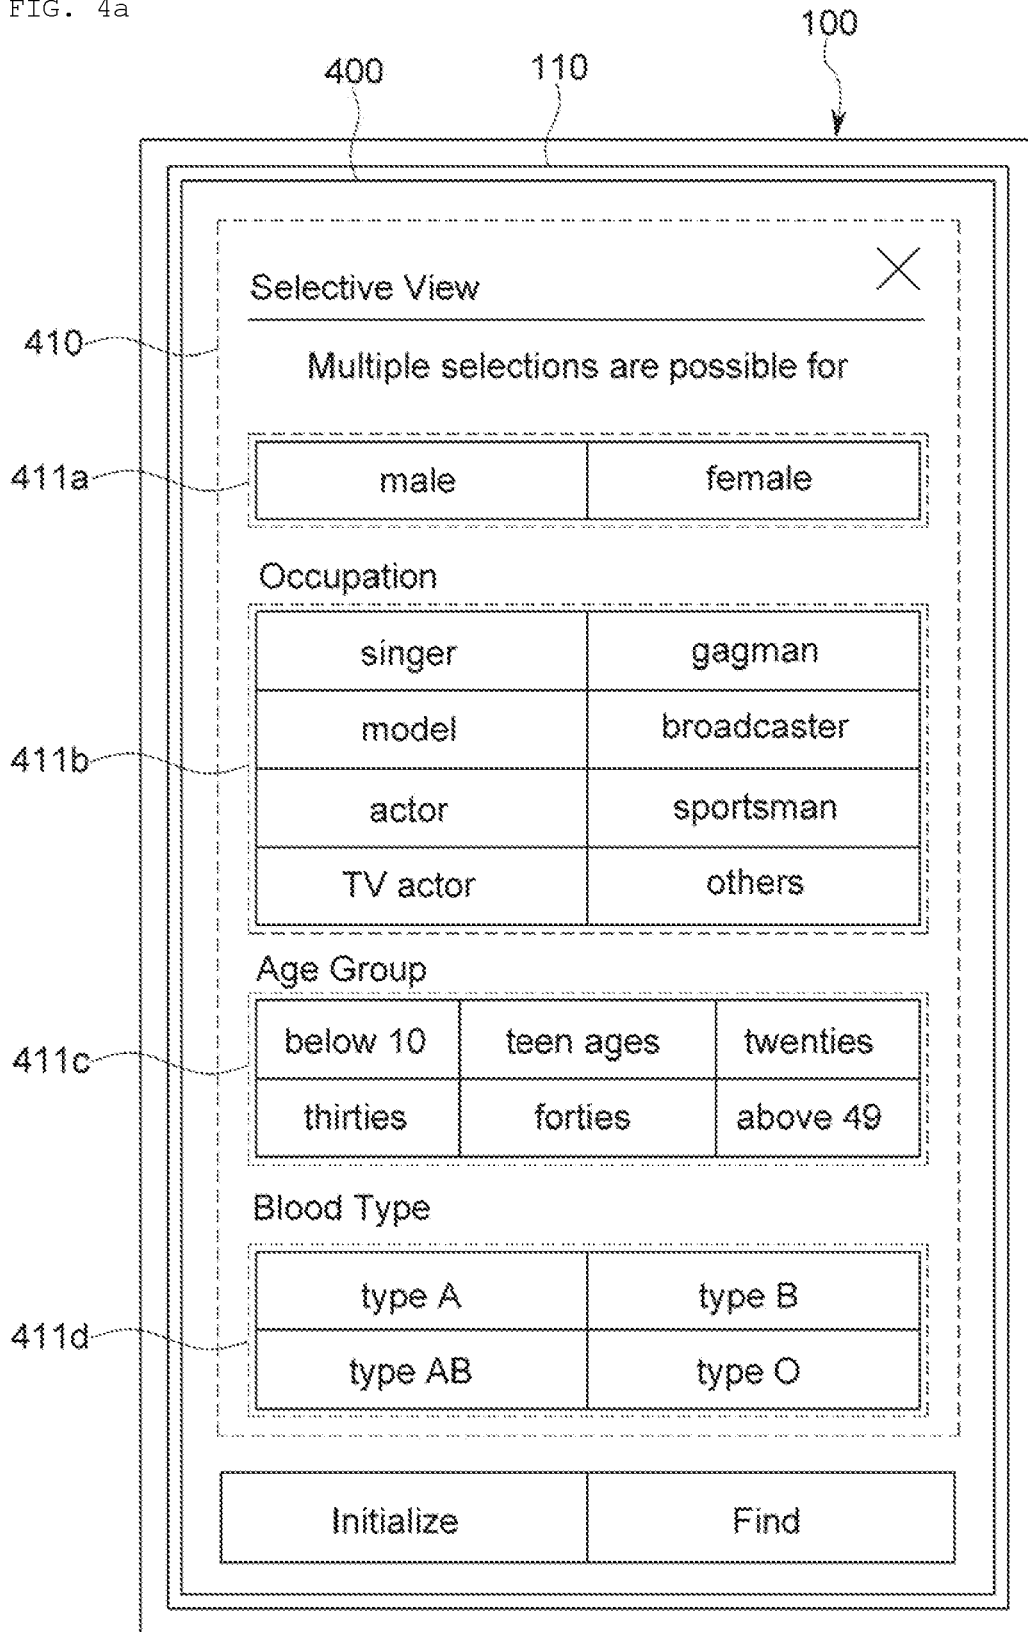 FIG. 4a
100
400
110
Selective View
410
Multiple selections are possible for
411a
male female
Occupation
singer gagman
model broadcaster
411b
actor sportsman
TV actor others
Age Group
below 10 teen ages twenties
411c
thirties forties above 49
Blood Type
type A type B
411d
type AB type O
Initialize Find